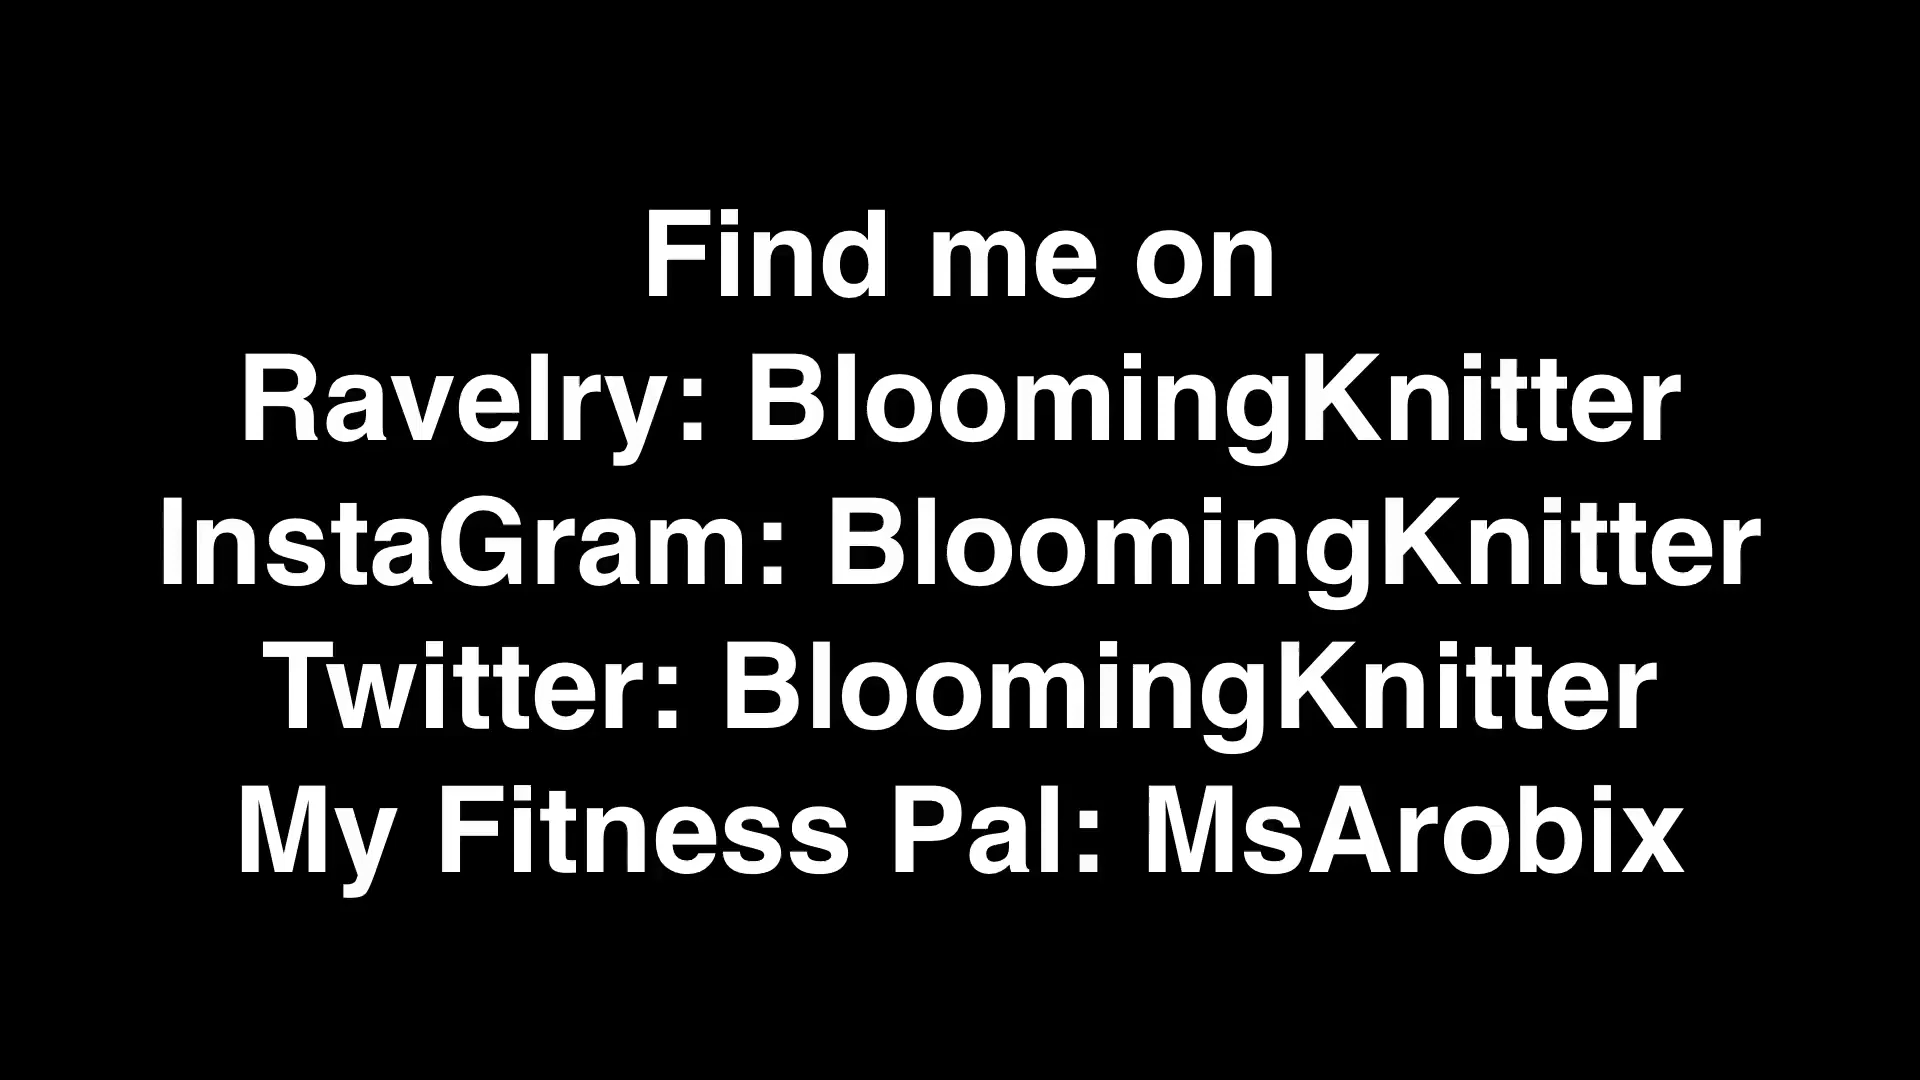 Find me on
Ravelry: BloomingKnitter
InstaGram: BloomingKnitter
Twitter: BloomingKnitter
My Fitness Pal: MsArobix